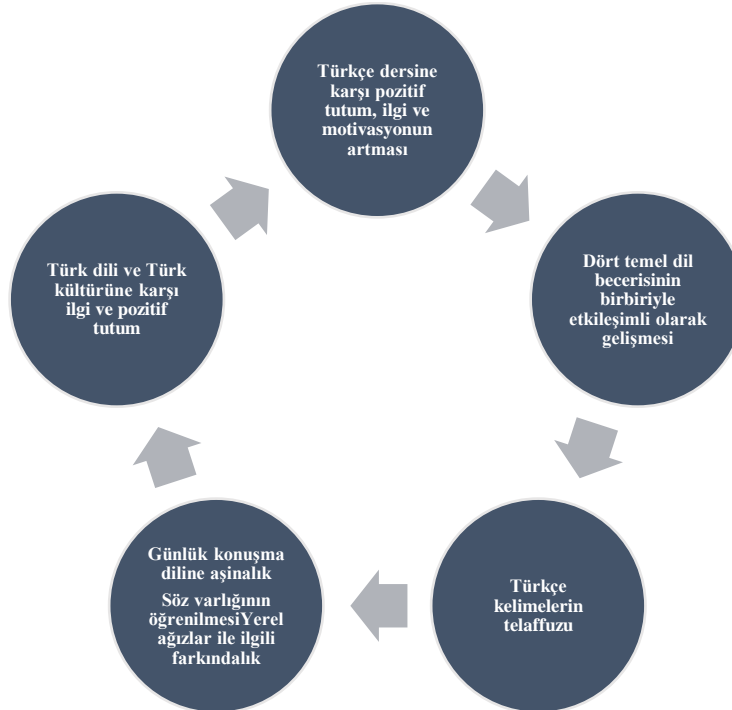 Türkçe dersine
karşı pozitif
tutum, ilgi ve
motivasyonun
artması
Dört temel dil
becerisinin
birbiriyle
etkileşimli olarak
gelişmesi
Türkçe
kelimelerin
telaffuzu
Günlük konuşma
diline aşinalık
Söz varlığının
öğrenilmesiYerel
ağızlar ile ilgili
farkındalık
Türk dili ve Türk
kültürüne karşı
ilgi ve pozitif
tutum